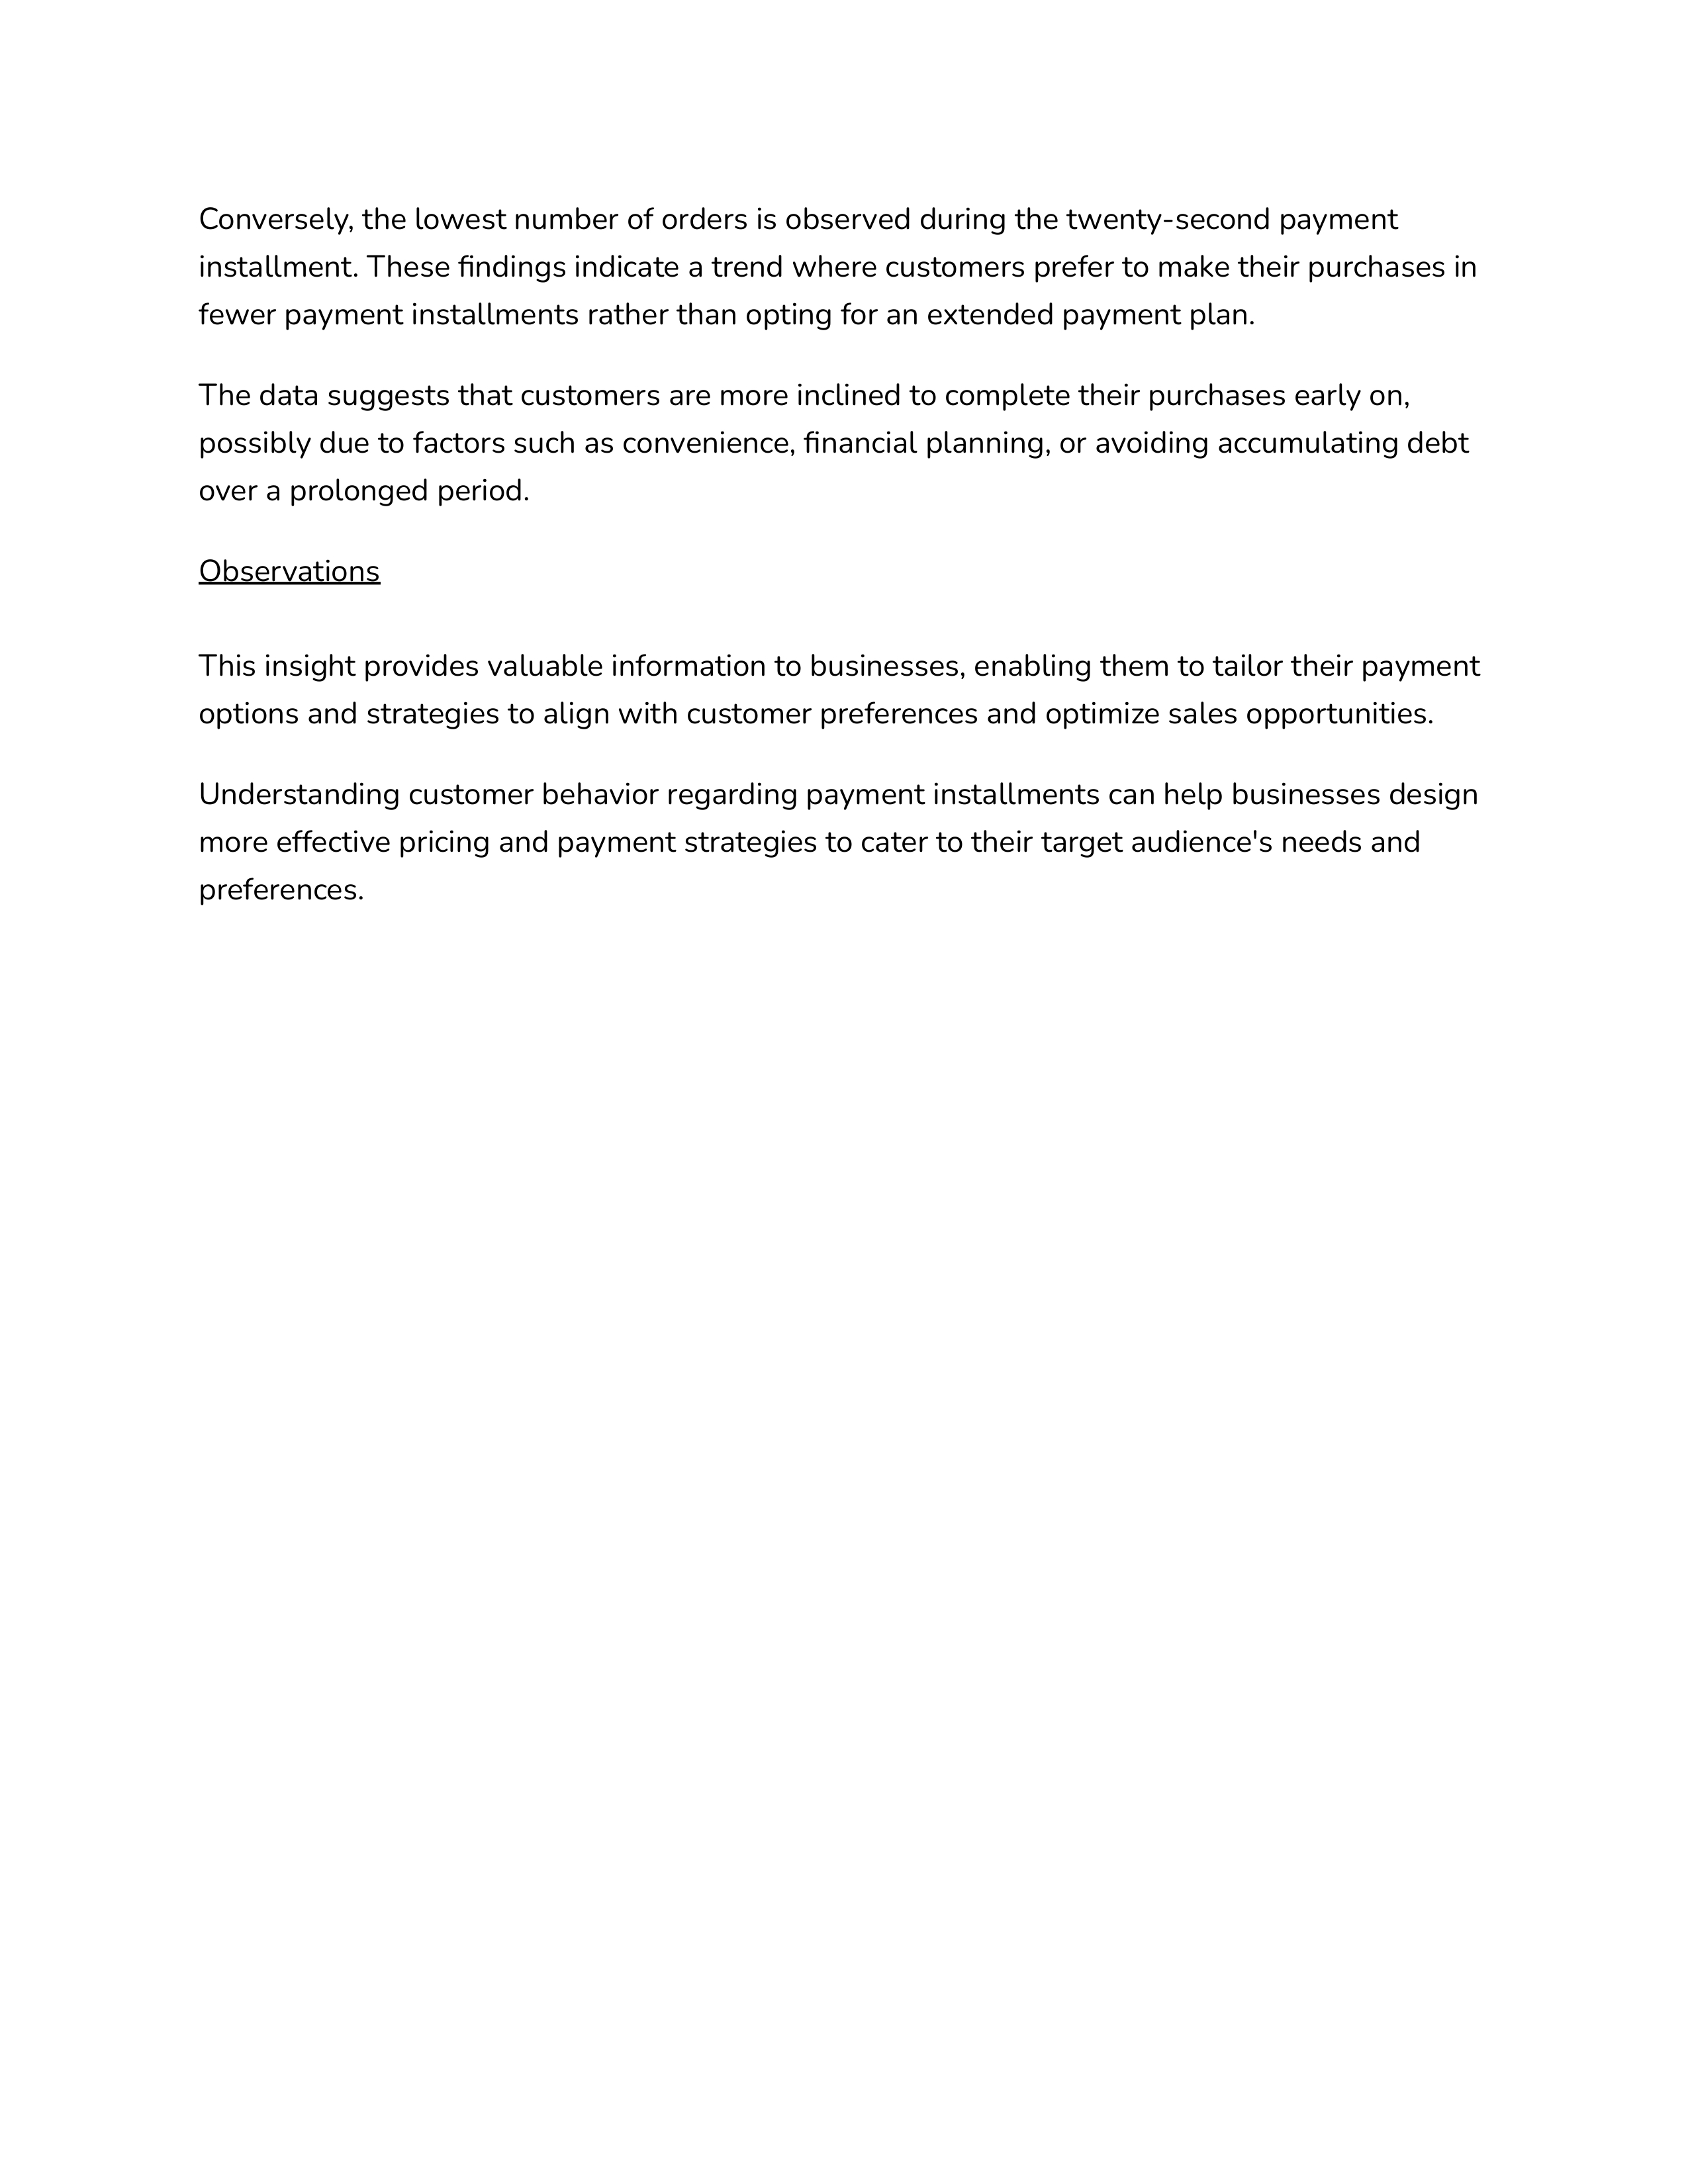 Conversely, the lowest number of orders is observed during the twenty-second payment
installment. These findings indicate a trend where customers prefer to make their purchases in
fewer payment installments rather than opting for an extended payment plan.
The data suggests that customers are more inclined to complete their purchases early on,
possibly due to factors such as convenience, financial planning, or avoiding accumulating debt
over a prolonged period.
Observations
This insight provides valuable information to businesses, enabling them to tailor their payment
options and strategies to align with customer preferences and optimize sales opportunities.
Understanding customer behavior regarding payment installments can help businesses design
more effective pricing and payment strategies to cater to their target audience's needs and
preferences.